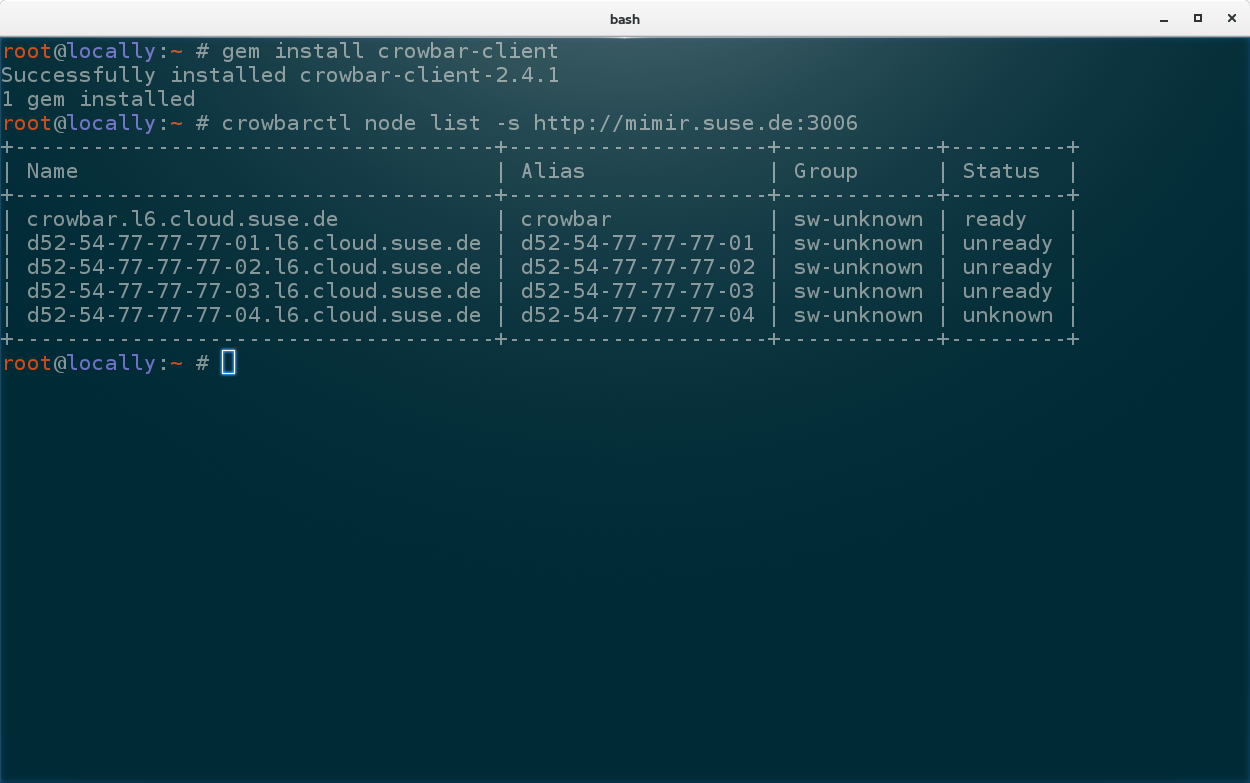 bash
root@locally:~ # gem install crowbar-client
Successfully installed crowbar-client-2.4.1
1 gem installed
root@locally:~ # crowbarctl node list -s http://mimir.suse.de:3006
+-------------------------------------+--------------------+------------+---------+
| Name                                | Alias              | Group      | Status  |
+-------------------------------------+--------------------+------------+---------+
| crowbar.l6.cloud.suse.de            | crowbar            | sw-unknown | ready   |
| d52-54-77-77-77-01.l6.cloud.suse.de | d52-54-77-77-77-01 | sw-unknown | unready |
| d52-54-77-77-77-02.l6.cloud.suse.de | d52-54-77-77-77-02 | sw-unknown | unready |
| d52-54-77-77-77-03.l6.cloud.suse.de | d52-54-77-77-77-03 | sw-unknown | unready |
| d52-54-77-77-77-04.l6.cloud.suse.de | d52-54-77-77-77-04 | sw-unknown | unknown |
+-------------------------------------+--------------------+------------+---------+
root@locally:~ #